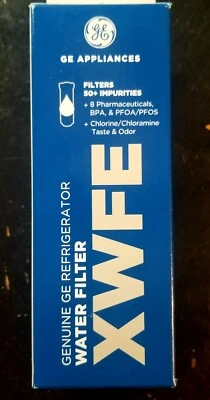 GE
GE APPLIANCES
FILTERS
50+ IMPURITIES
+ 8 Pharmaceuticals,
BPA, & PFOA/PFOS
+ Chlorine/Chloramine
Taste & Odor
GENUINE GE REFRIGERATOR
WATER FILTER
XWFE